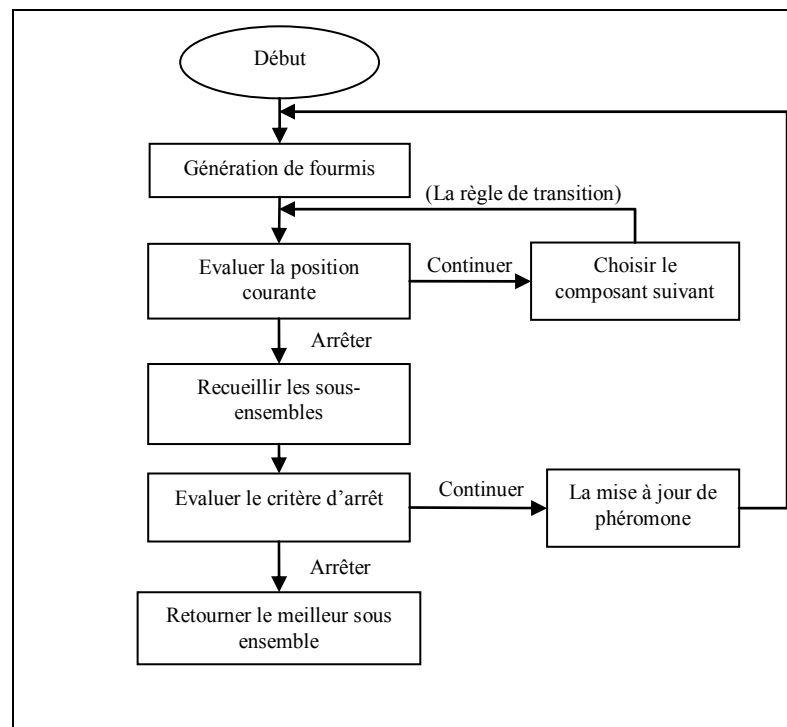 Début
Génération de fourmis
(La règle de transition)
Evaluer la position
courante
Continuer
Choisir le
composant suivant
Arrêter
Recueillir les sous-
ensembles
Evaluer le critère d’arrêt
Continuer
La mise à jour de
phéromone
Arrêter
Retourner le meilleur sous
ensemble